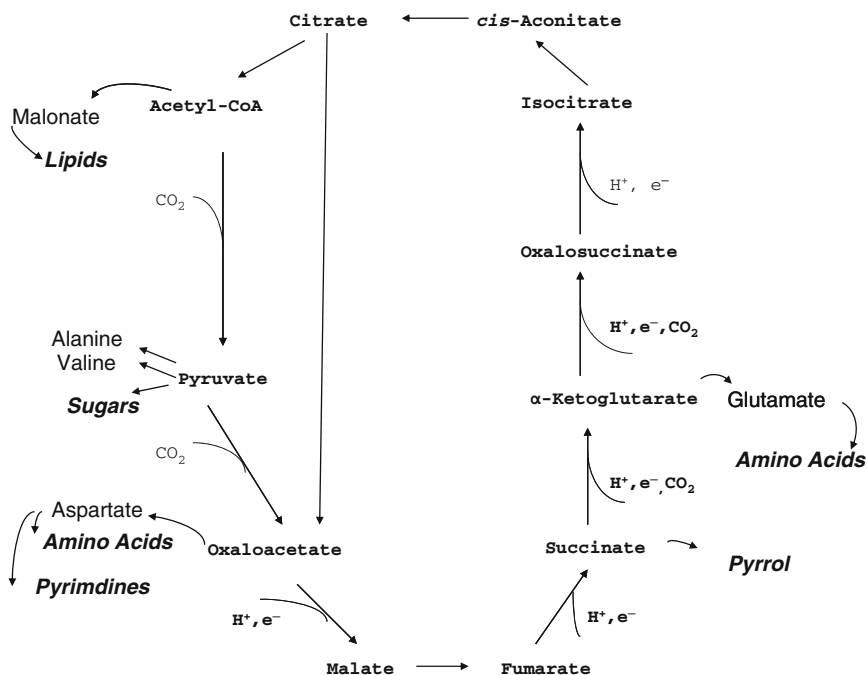 Citrate
cis-Aconitate
Acetyl-CoA
Isocitrate
Malonate
Lipids
H⁺, e⁻
CO₂
Oxalosuccinate
H⁺,e⁻,CO₂
Alanine
Valine
Pyruvate
Sugars
α-Ketoglutarate
Glutamate
CO₂
Amino Acids
H⁺,e⁻,CO₂
Aspartate
Amino Acids
Oxaloacetate
Succinate
Pyrrol
Pyrimdines
H⁺,e⁻
H⁺,e⁻
Malate
Fumarate